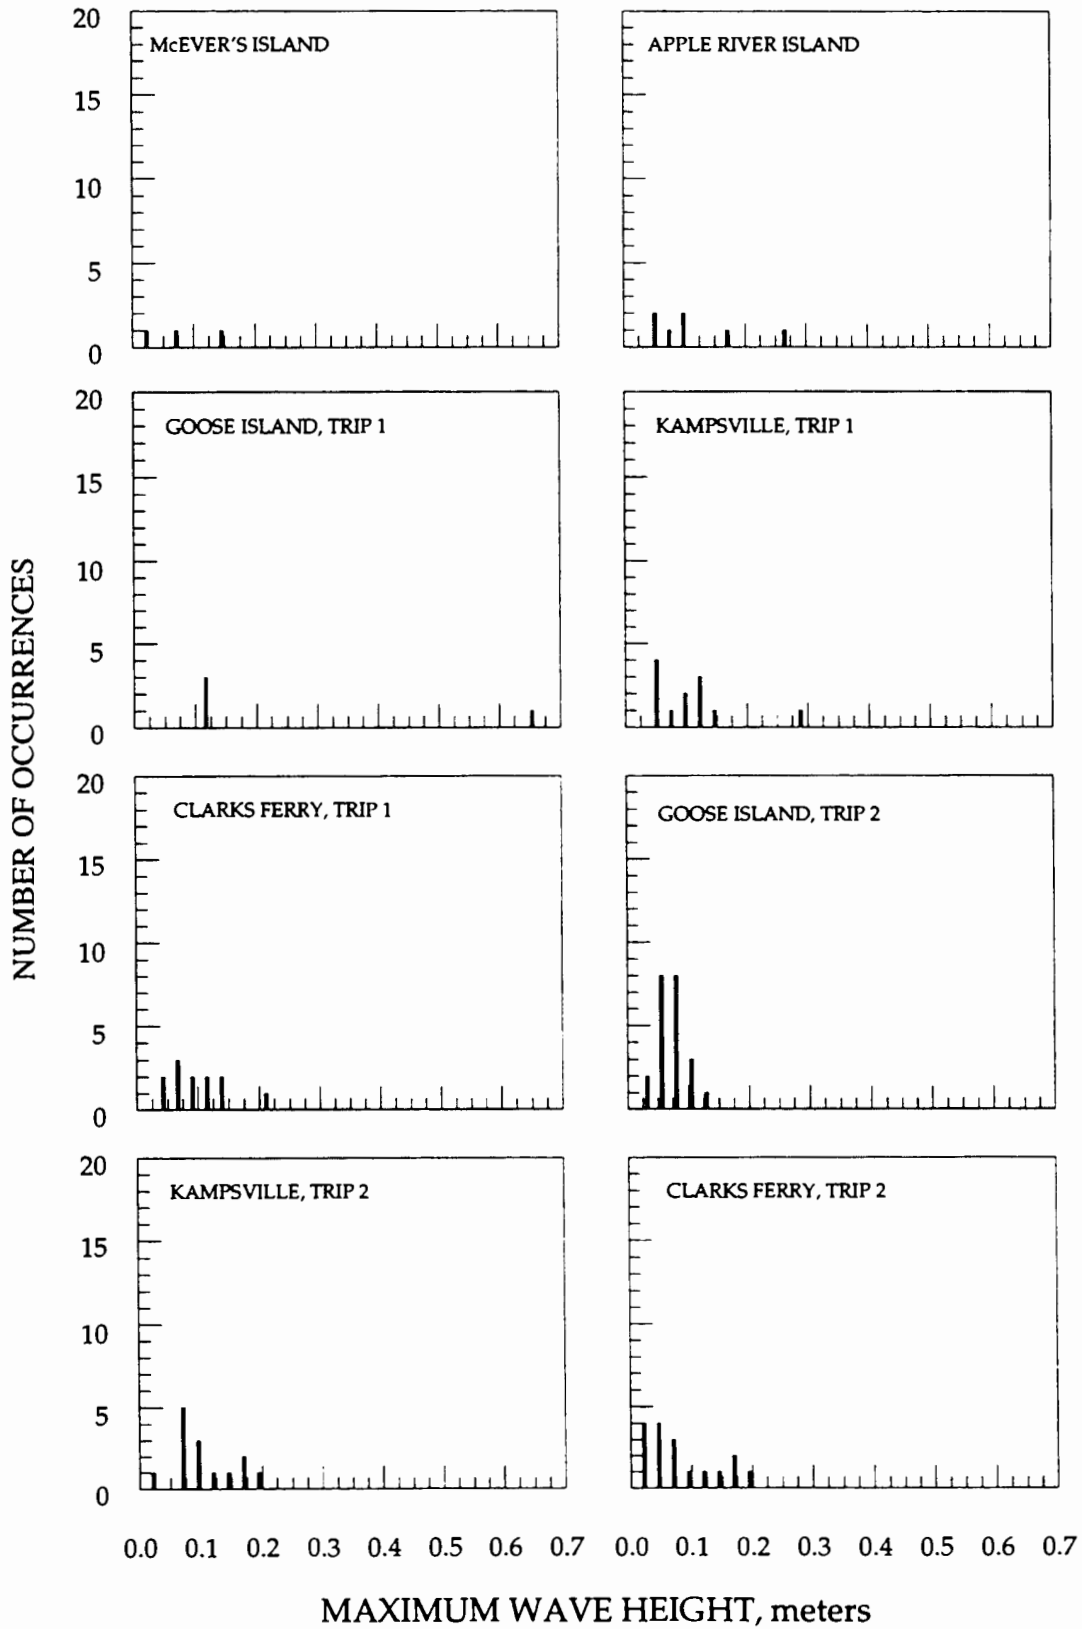 20
15
10
5
0
McEVER'S ISLAND
APPLE RIVER ISLAND
20
15
10
5
0
GOOSE ISLAND, TRIP 1
KAMPSVILLE, TRIP 1
20
15
10
5
0
CLARKS FERRY, TRIP 1
GOOSE ISLAND, TRIP 2
20
15
10
5
0
KAMPSVILLE, TRIP 2
CLARKS FERRY, TRIP 2
NUMBER OF OCCURRENCES
0.0 0.1 0.2 0.3 0.4 0.5 0.6 0.7
0.0 0.1 0.2 0.3 0.4 0.5 0.6 0.7
MAXIMUM WAVE HEIGHT, meters